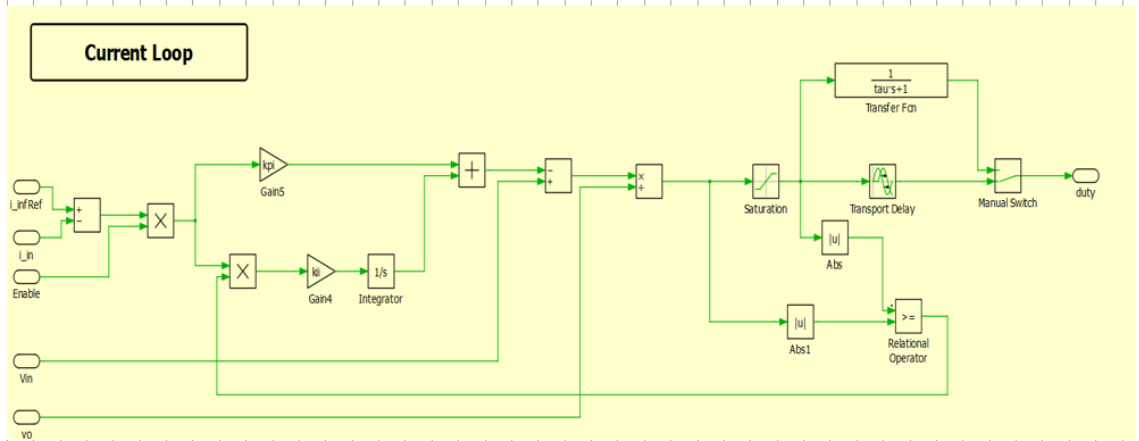 Current Loop
1
tau*s+1
Transfer Fcn
kpi
Gain5
+
−
+
×
÷
i_infRef
+
−
X
Saturation
Transport Delay
Manual Switch
duty
i_in
|u|
Abs
X
kii
1/s
Enable
Gain4
Integrator
|u|
>=
Abs1
Relational
Operator
Vin
vo